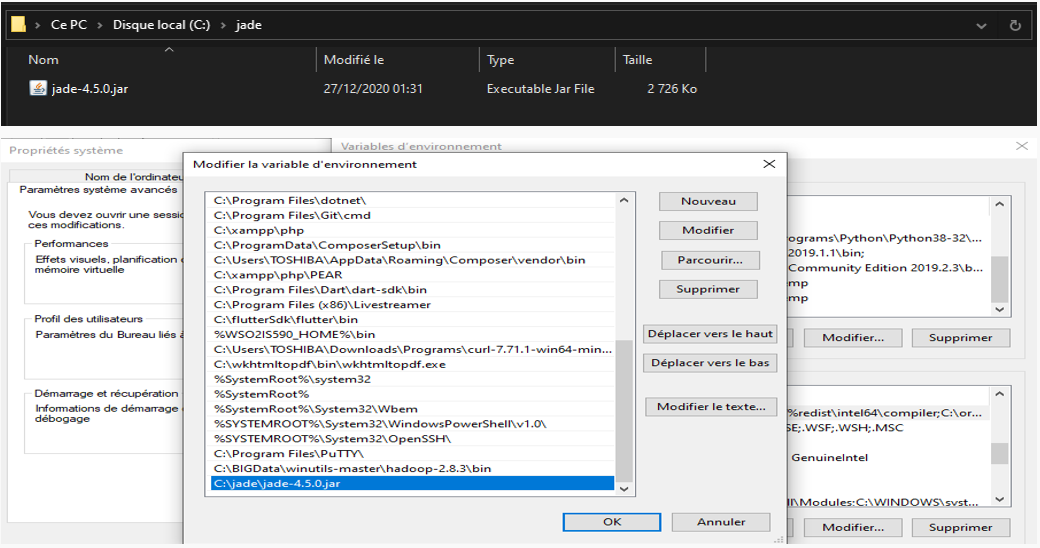 Ce PC > Disque local (C:) > jade
Nom Modifié le Type Taille
jade-4.5.0.jar 27/12/2020 01:31 Executable Jar File 2 726 Ko
Propriétés système
Variables d'environnement
Modifier la variable d'environnement
Nom de l'ordinateu
Paramètres système avancés
Vous devez ouvrir une sessi
ces modifications.
Performances
Effets visuels, planification
mémoire virtuelle
Profil des utilisateurs
Paramètres du Bureau liés à
Démarrage et récupération
Informations de démarrage
débogage
C:\Program Files\dotnet\
C:\Program Files\Git\cmd
C:\xampp\php
C:\ProgramData\ComposerSetup\bin
C:\Users\TOSHIBA\AppData\Roaming\Composer\vendor\bin
C:\xampp\php\PEAR
C:\Program Files\Dart\dart-sdk\bin
C:\Program Files (x86)\Livestreamer
C:\flutterSdk\flutter\bin
%WSO2IS590_HOME%\bin
C:\Users\TOSHIBA\Downloads\Programs\curl-7.71.1-win64-min...
C:\wkhtmltopdf\bin\wkhtmltopdf.exe
%SystemRoot%\system32
%SystemRoot%
%SystemRoot%\System32\Wbem
%SYSTEMROOT%\System32\WindowsPowerShell\v1.0\
%SYSTEMROOT%\System32\OpenSSH\
C:\Program Files\PuTTY\
C:\BIGData\winutils-master\hadoop-2.8.3\bin
C:\jade\jade-4.5.0.jar
Nouveau
Modifier
Parcourir...
Supprimer
Déplacer vers le haut
Déplacer vers le bas
Modifier le texte...
OK
Annuler
ograms\Python\Python38-32\...
2019.1.1\bin;
Community Edition 2019.2.3\b...
mp
mp
Modifier... Supprimer
%redist\intel64\compiler;C:\or...
SE;.WSF;.WSH;.MSC
GenuineIntel
ll\Modules:C:\WINDOWS\syst...
Modifier... Supprimer